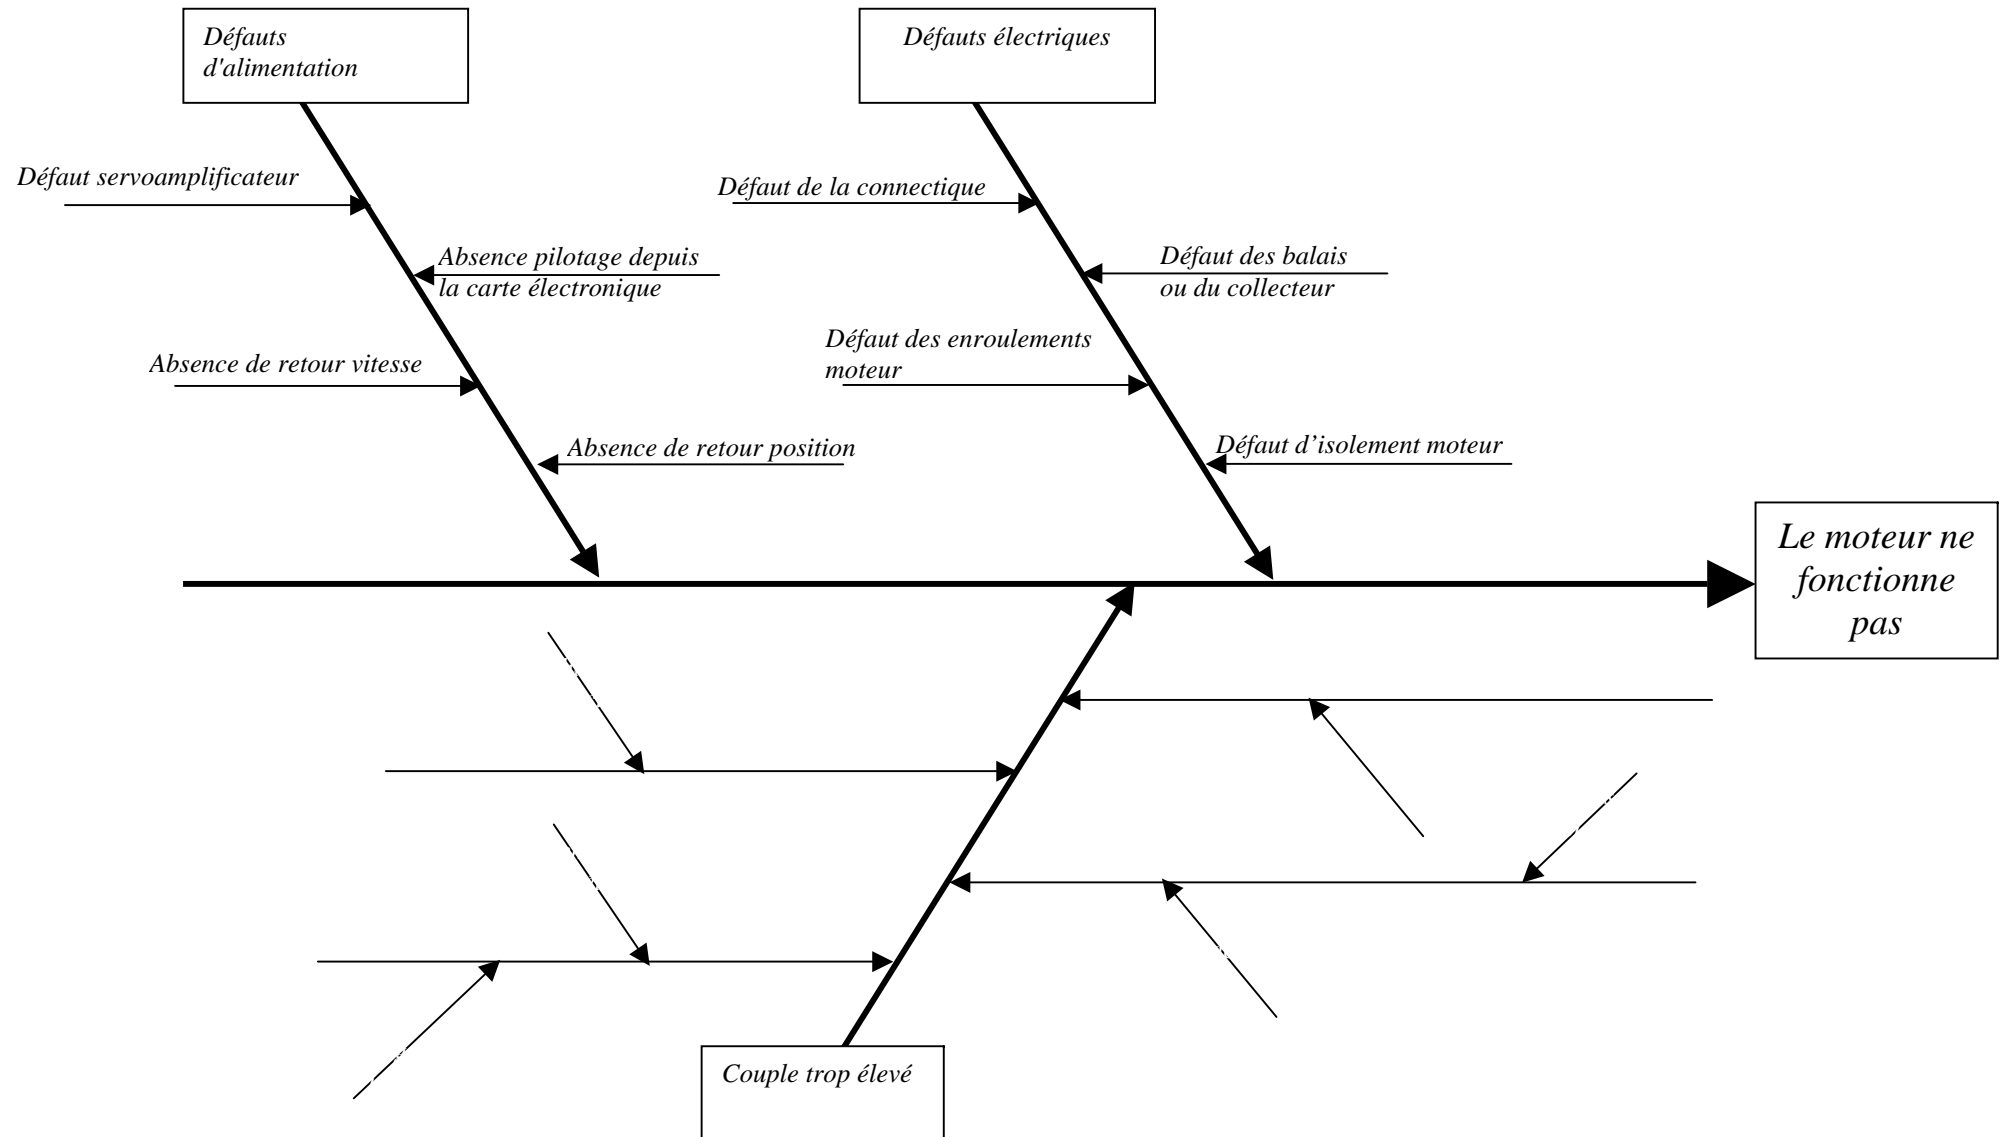 Défauts
d'alimentation
Défauts électriques
Défaut servoamplificateur
Défaut de la connectique
Absence pilotage depuis
la carte électronique
Défaut des balais
ou du collecteur
Défaut des enroulements
moteur
Absence de retour vitesse
Absence de retour position
Défaut d’isolement moteur
Le moteur ne
fonctionne
pas
Couple trop élevé